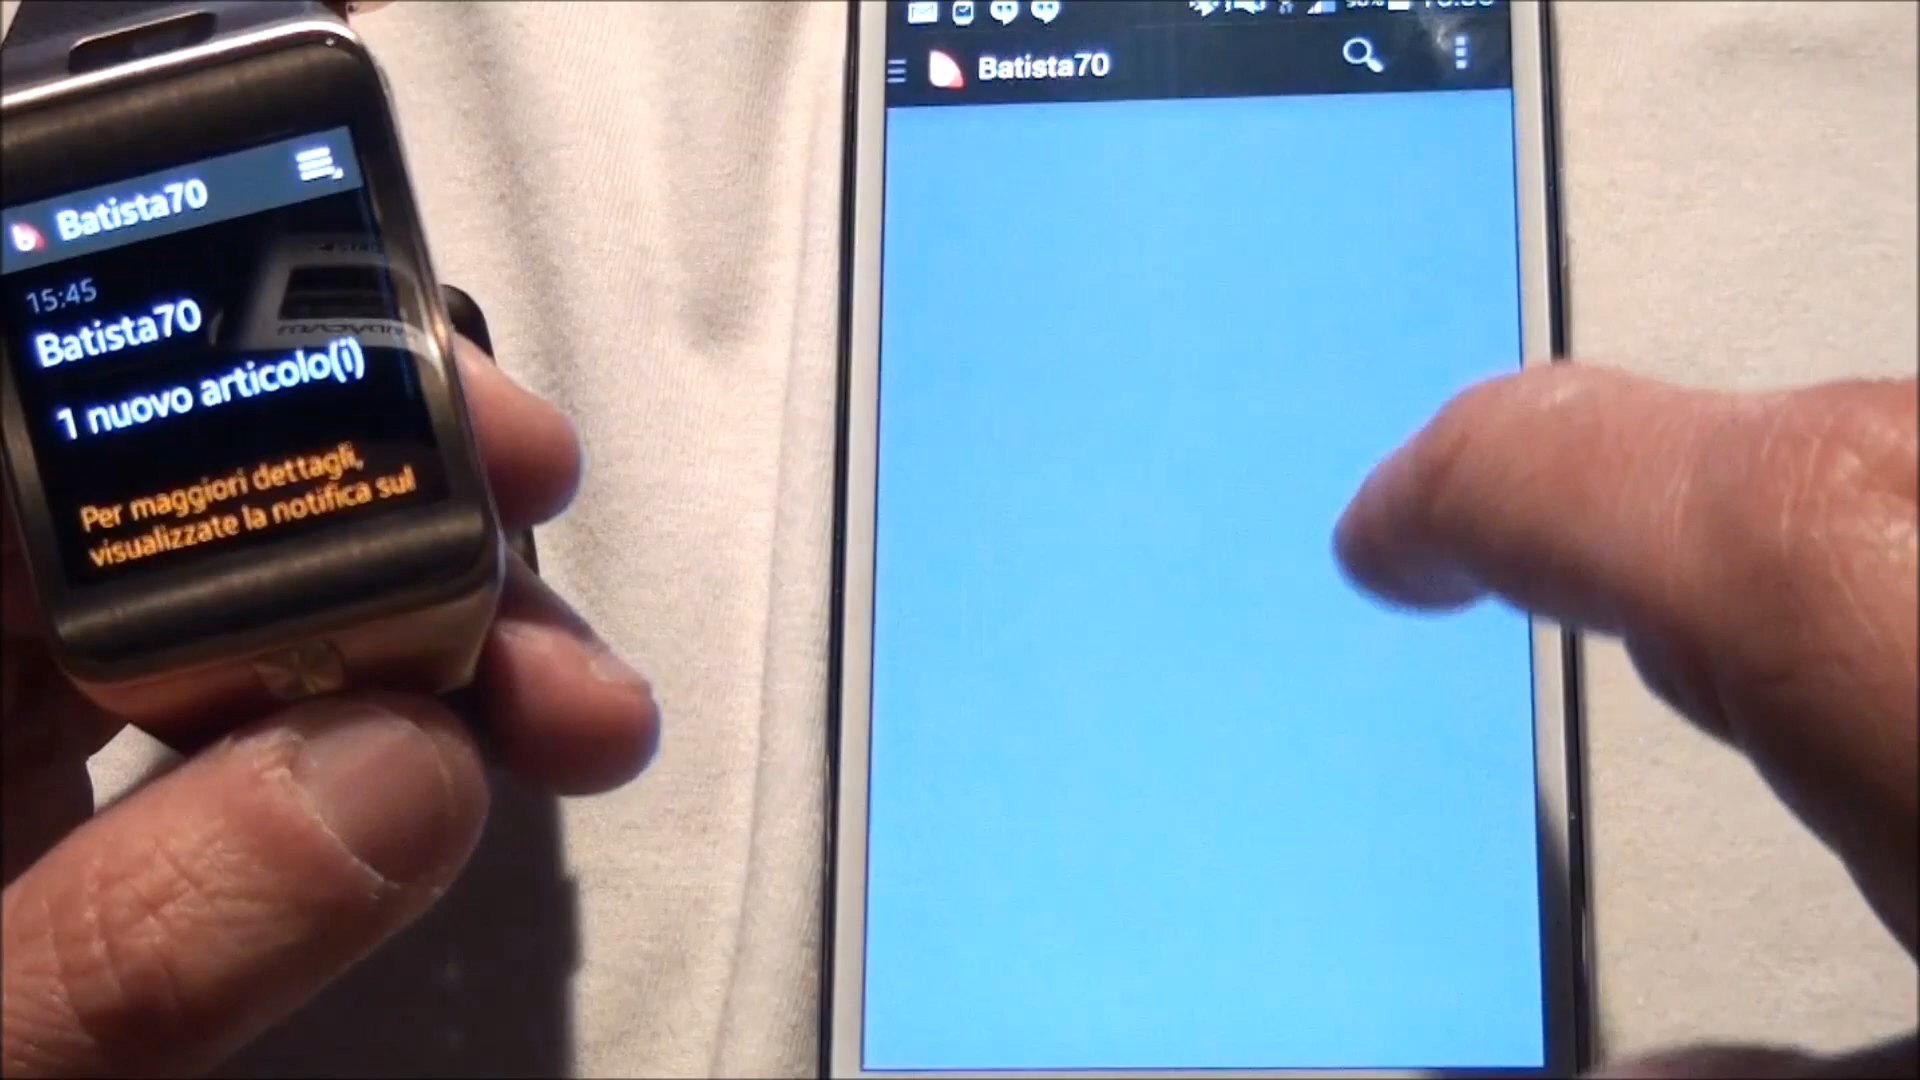 Batista70
15:45
Batista70
1 nuovo articolo(i)
Per maggiori dettagli,
visualizzate la notifica sul
Batista70